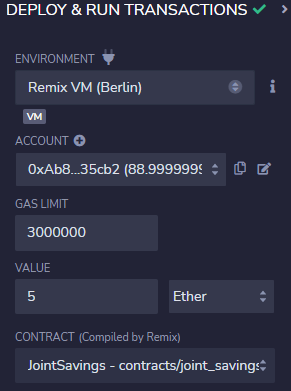 DEPLOY & RUN TRANSACTIONS
ENVIRONMENT
Remix VM (Berlin)
VM
ACCOUNT
0xAb8...35cb2 (88.9999999
GAS LIMIT
3000000
VALUE
5 Ether
CONTRACT (Compiled by Remix)
JointSavings - contracts/joint_savings